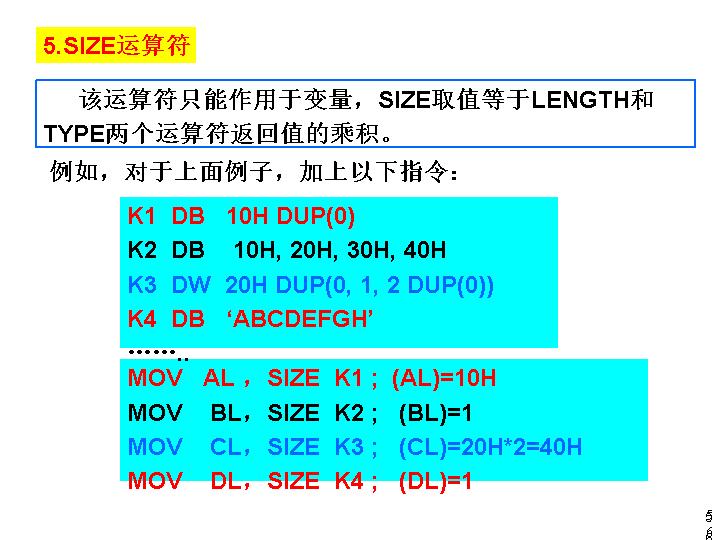 5. SIZE运算符
该运算符只能作用于变量，SIZE取值等于LENGTH和
TYPE两个运算符返回值的乘积。
例如，对于上面例子，加上以下指令：
K1 DB 10H DUP(0)
K2 DB 10H, 20H, 30H, 40H
K3 DW 20H DUP(0, 1, 2 DUP(0))
K4 DB ‘ABCDEFGH’
……..
MOV AL ，SIZE K1 ; (AL)=10H
MOV BL，SIZE K2 ; (BL)=1
MOV CL，SIZE K3 ; (CL)=20H*2=40H
MOV DL，SIZE K4 ; (DL)=1